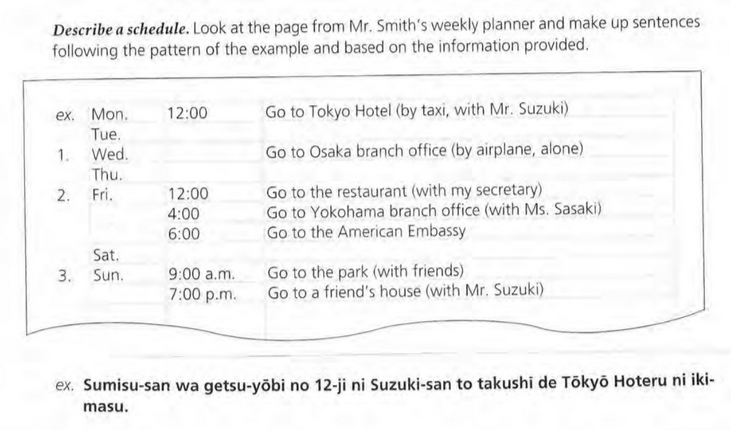 Describe a schedule. Look at the page from Mr. Smith's weekly planner and make up sentences
following the pattern of the example and based on the information provided.
ex. Mon. 12:00 Go to Tokyo Hotel (by taxi, with Mr. Suzuki)
Tue.
1. Wed. Go to Osaka branch office (by airplane, alone)
Thu.
2. Fri. 12:00 Go to the restaurant (with my secretary)
4:00 Go to Yokohama branch office (with Ms. Sasaki)
6:00 Go to the American Embassy
Sat.
3. Sun. 9:00 a.m. Go to the park (with friends)
7:00 p.m. Go to a friend's house (with Mr. Suzuki)
ex. Sumisu-san wa getsu-yōbi no 12-ji ni Suzuki-san to takushi de Tōkyō Hoteru ni iki-
masu.